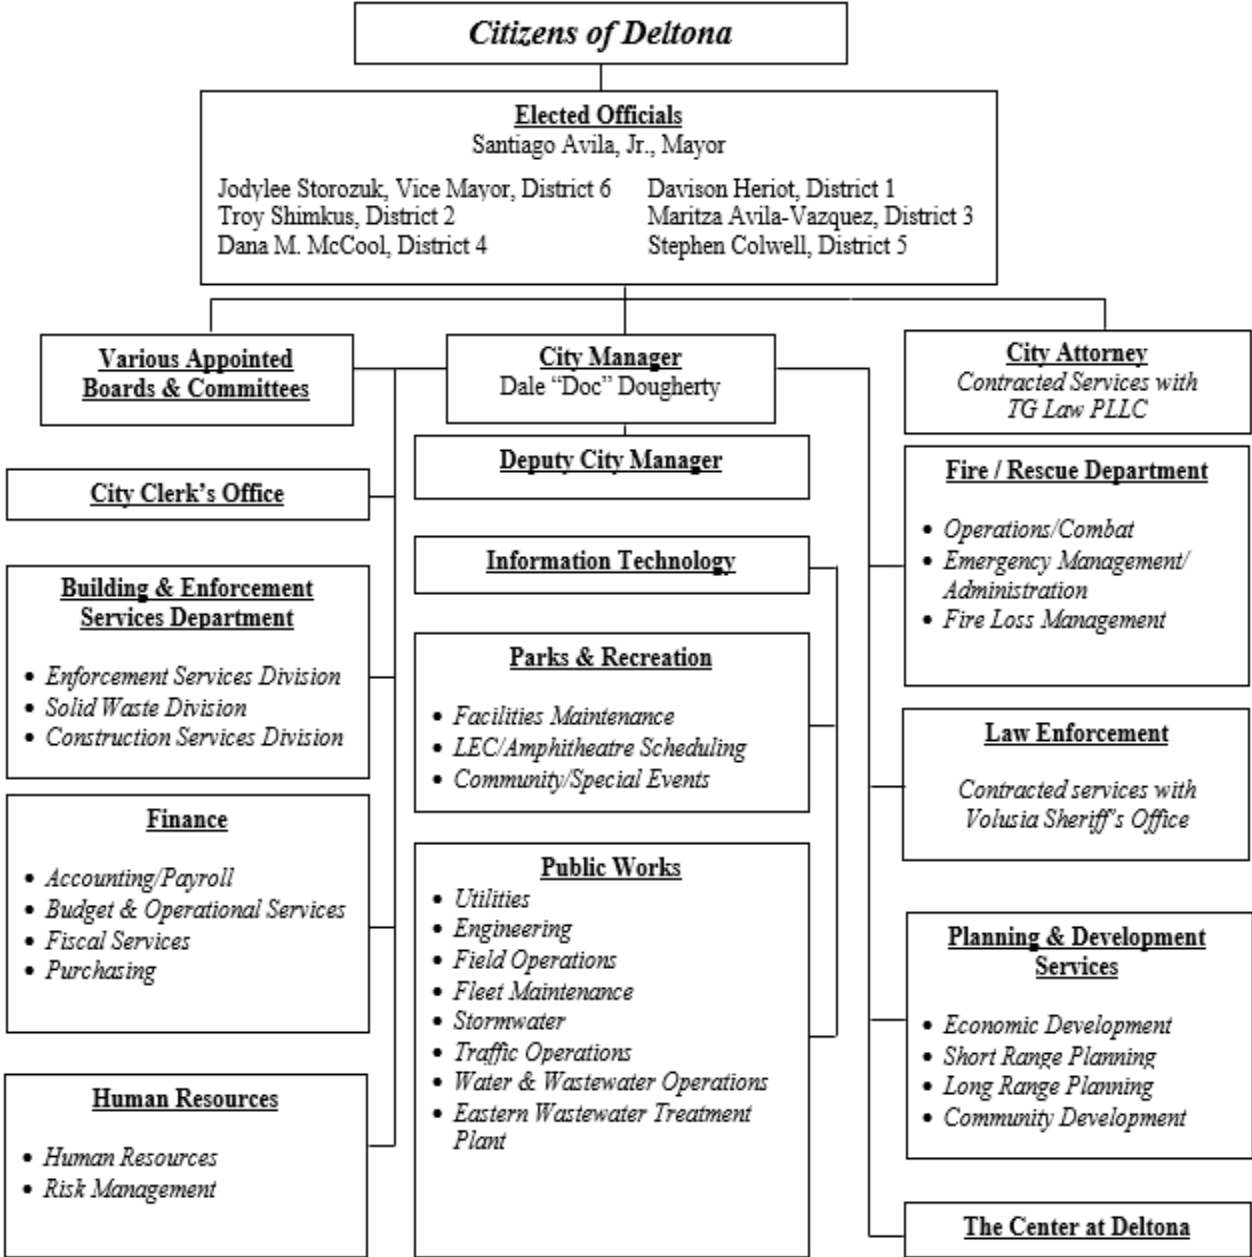 Citizens of Deltona
Elected Officials
Santiago Avila, Jr., Mayor
Jodylee Storozuk, Vice Mayor, District 6
Davison Heriot, District 1
Troy Shimkus, District 2
Maritza Avila-Vazquez, District 3
Dana M. McCool, District 4
Stephen Colwell, District 5
Various Appointed
Boards & Committees
City Manager
Dale “Doc” Dougherty
City Attorney
Contracted Services with
TG Law PLLC
Deputy City Manager
City Clerk’s Office
Building & Enforcement
Services Department
• Enforcement Services Division
• Solid Waste Division
• Construction Services Division
Finance
• Accounting/Payroll
• Budget & Operational Services
• Fiscal Services
• Purchasing
Human Resources
• Human Resources
• Risk Management
Information Technology
Parks & Recreation
• Facilities Maintenance
• LEC/Amphitheatre Scheduling
• Community/Special Events
Public Works
• Utilities
• Engineering
• Field Operations
• Fleet Maintenance
• Stormwater
• Traffic Operations
• Water & Wastewater Operations
• Eastern Wastewater Treatment
Plant
Fire / Rescue Department
• Operations/Combat
• Emergency Management/
Administration
• Fire Loss Management
Law Enforcement
Contracted services with
Volusia Sheriff’s Office
Planning & Development
Services
• Economic Development
• Short Range Planning
• Long Range Planning
• Community Development
The Center at Deltona